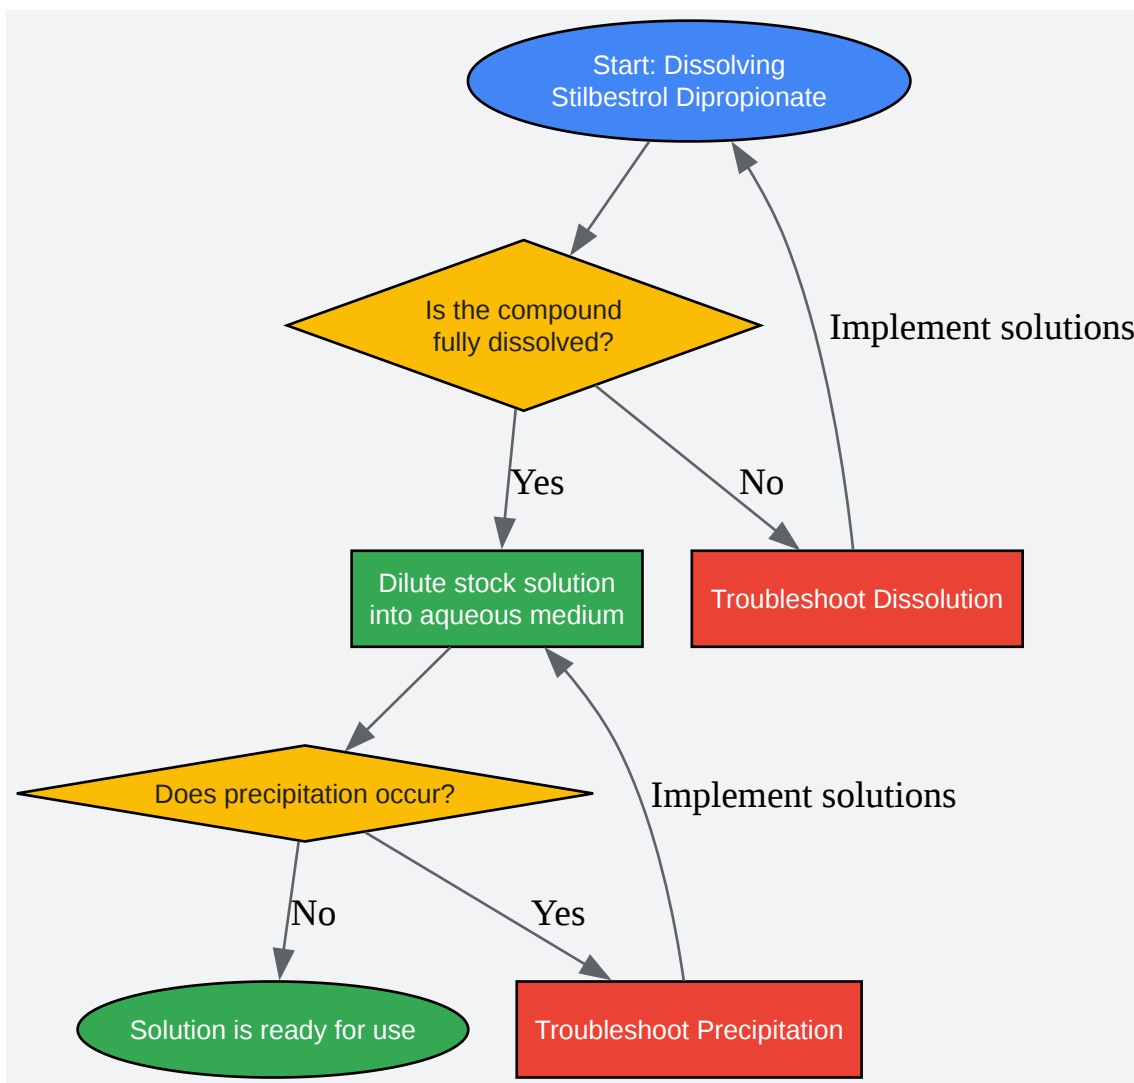 Start: Dissolving
Stilbestrol Dipropionate
Is the compound
fully dissolved?
Implement solutions
Yes
No
Dilute stock solution
into aqueous medium
Troubleshoot Dissolution
Does precipitation occur?
Implement solutions
No
Yes
Solution is ready for use
Troubleshoot Precipitation